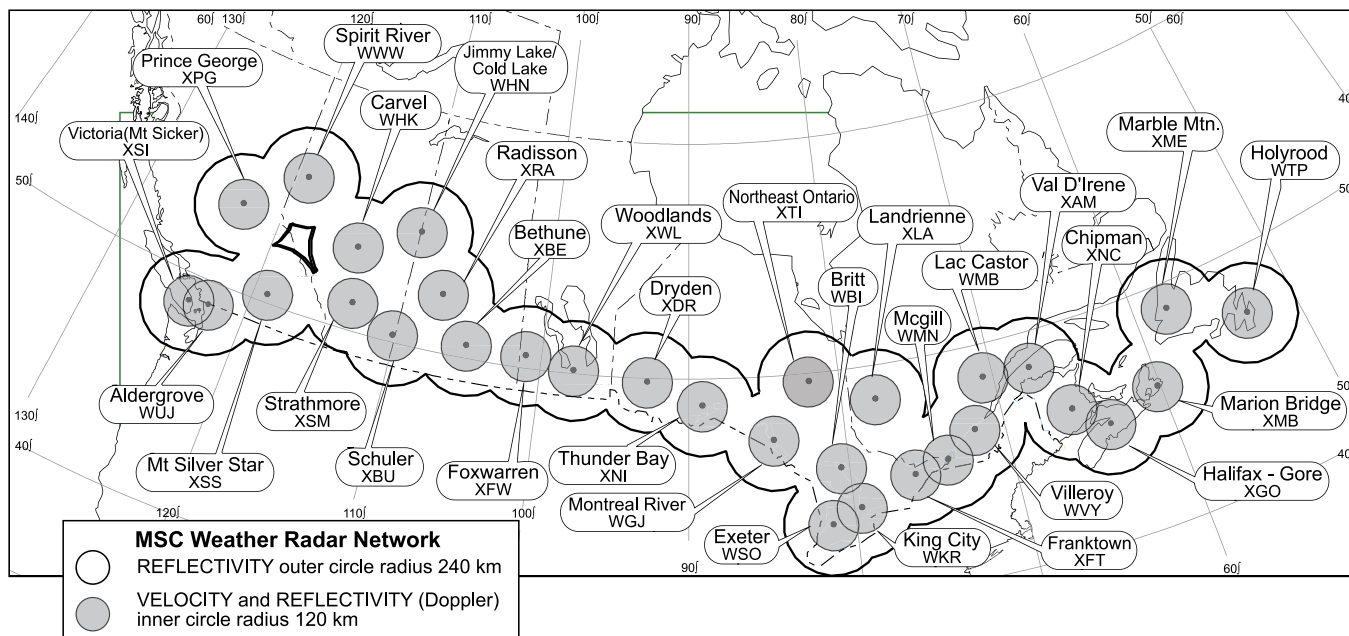 60∫
130∫
120∫
110∫
100∫
90∫
80∫
70∫
60∫
50∫
60∫
40∫
140∫
50∫
50∫
130∫
40∫
50∫
40∫
120∫
110∫
100∫
90∫
60∫
Spirit River
WWW
Prince George
XPG
Jimmy Lake/
Cold Lake
WHN
Carvel
WHK
Victoria(Mt Sicker)
XSI
Radisson
XRA
Bethune
XBE
Woodlands
XWL
Northeast Ontario
XTI
Landrienne
XLA
Val D'Irene
XAM
Marble Mtn.
XME
Holyrood
WTP
Chipman
XNC
Lac Castor
WMB
Britt
WBI
Dryden
XDR
Mcgill
WMN
Aldergrove
WUJ
Mt Silver Star
XSS
Strathmore
XSM
Schuler
XBU
Foxwarren
XFW
Thunder Bay
XNI
Montreal River
WGJ
Exeter
WSO
King City
WKR
Franktown
XFT
Villeroy
WVY
Halifax - Gore
XGO
Marion Bridge
XMB
MSC Weather Radar Network
REFLECTIVITY outer circle radius 240 km
VELOCITY and REFLECTIVITY (Doppler)
inner circle radius 120 km